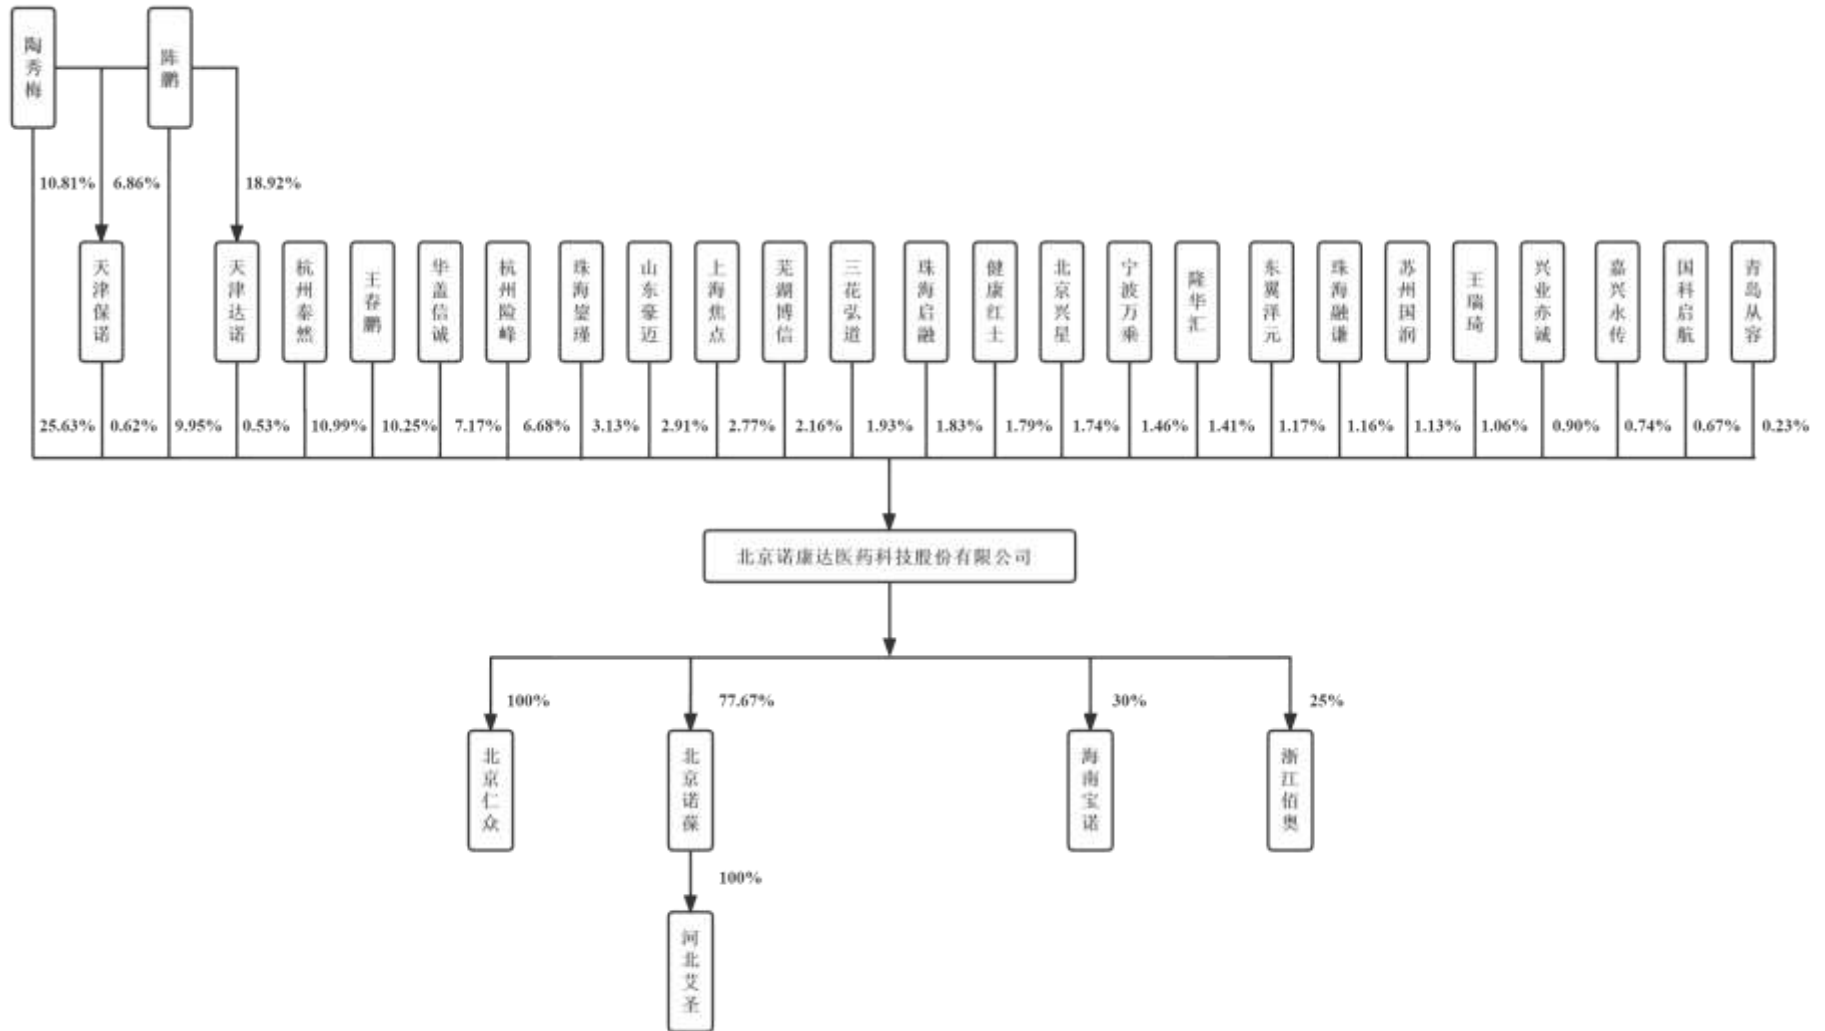 陶秀梅
陈鹏
10.81%
6.86%
18.92%
天津保诺
天津达诺
杭州泰然
王春鹏
华盖信诚
杭州险峰
珠海鋆瑾
山东豪迈
上海焦点
芜湖博信
三花弘道
珠海启融
健康红土
北京兴星
宁波万乘
隆华汇
东翼洋元
珠海融谦
苏州国润
王瑞琦
兴业亦诚
嘉兴永传
国科启航
青岛从容
25.63%
0.62%
9.95%
0.53%
10.99%
10.25%
7.17%
6.68%
3.13%
2.91%
2.77%
2.16%
1.93%
1.83%
1.79%
1.74%
1.46%
1.41%
1.17%
1.16%
1.13%
1.06%
0.90%
0.74%
0.67%
0.23%
北京诺康达医药科技股份有限公司
100%
77.67%
30%
25%
北京仁众
北京诺葆
海南宝诺
浙江佰奥
100%
河北艾圣